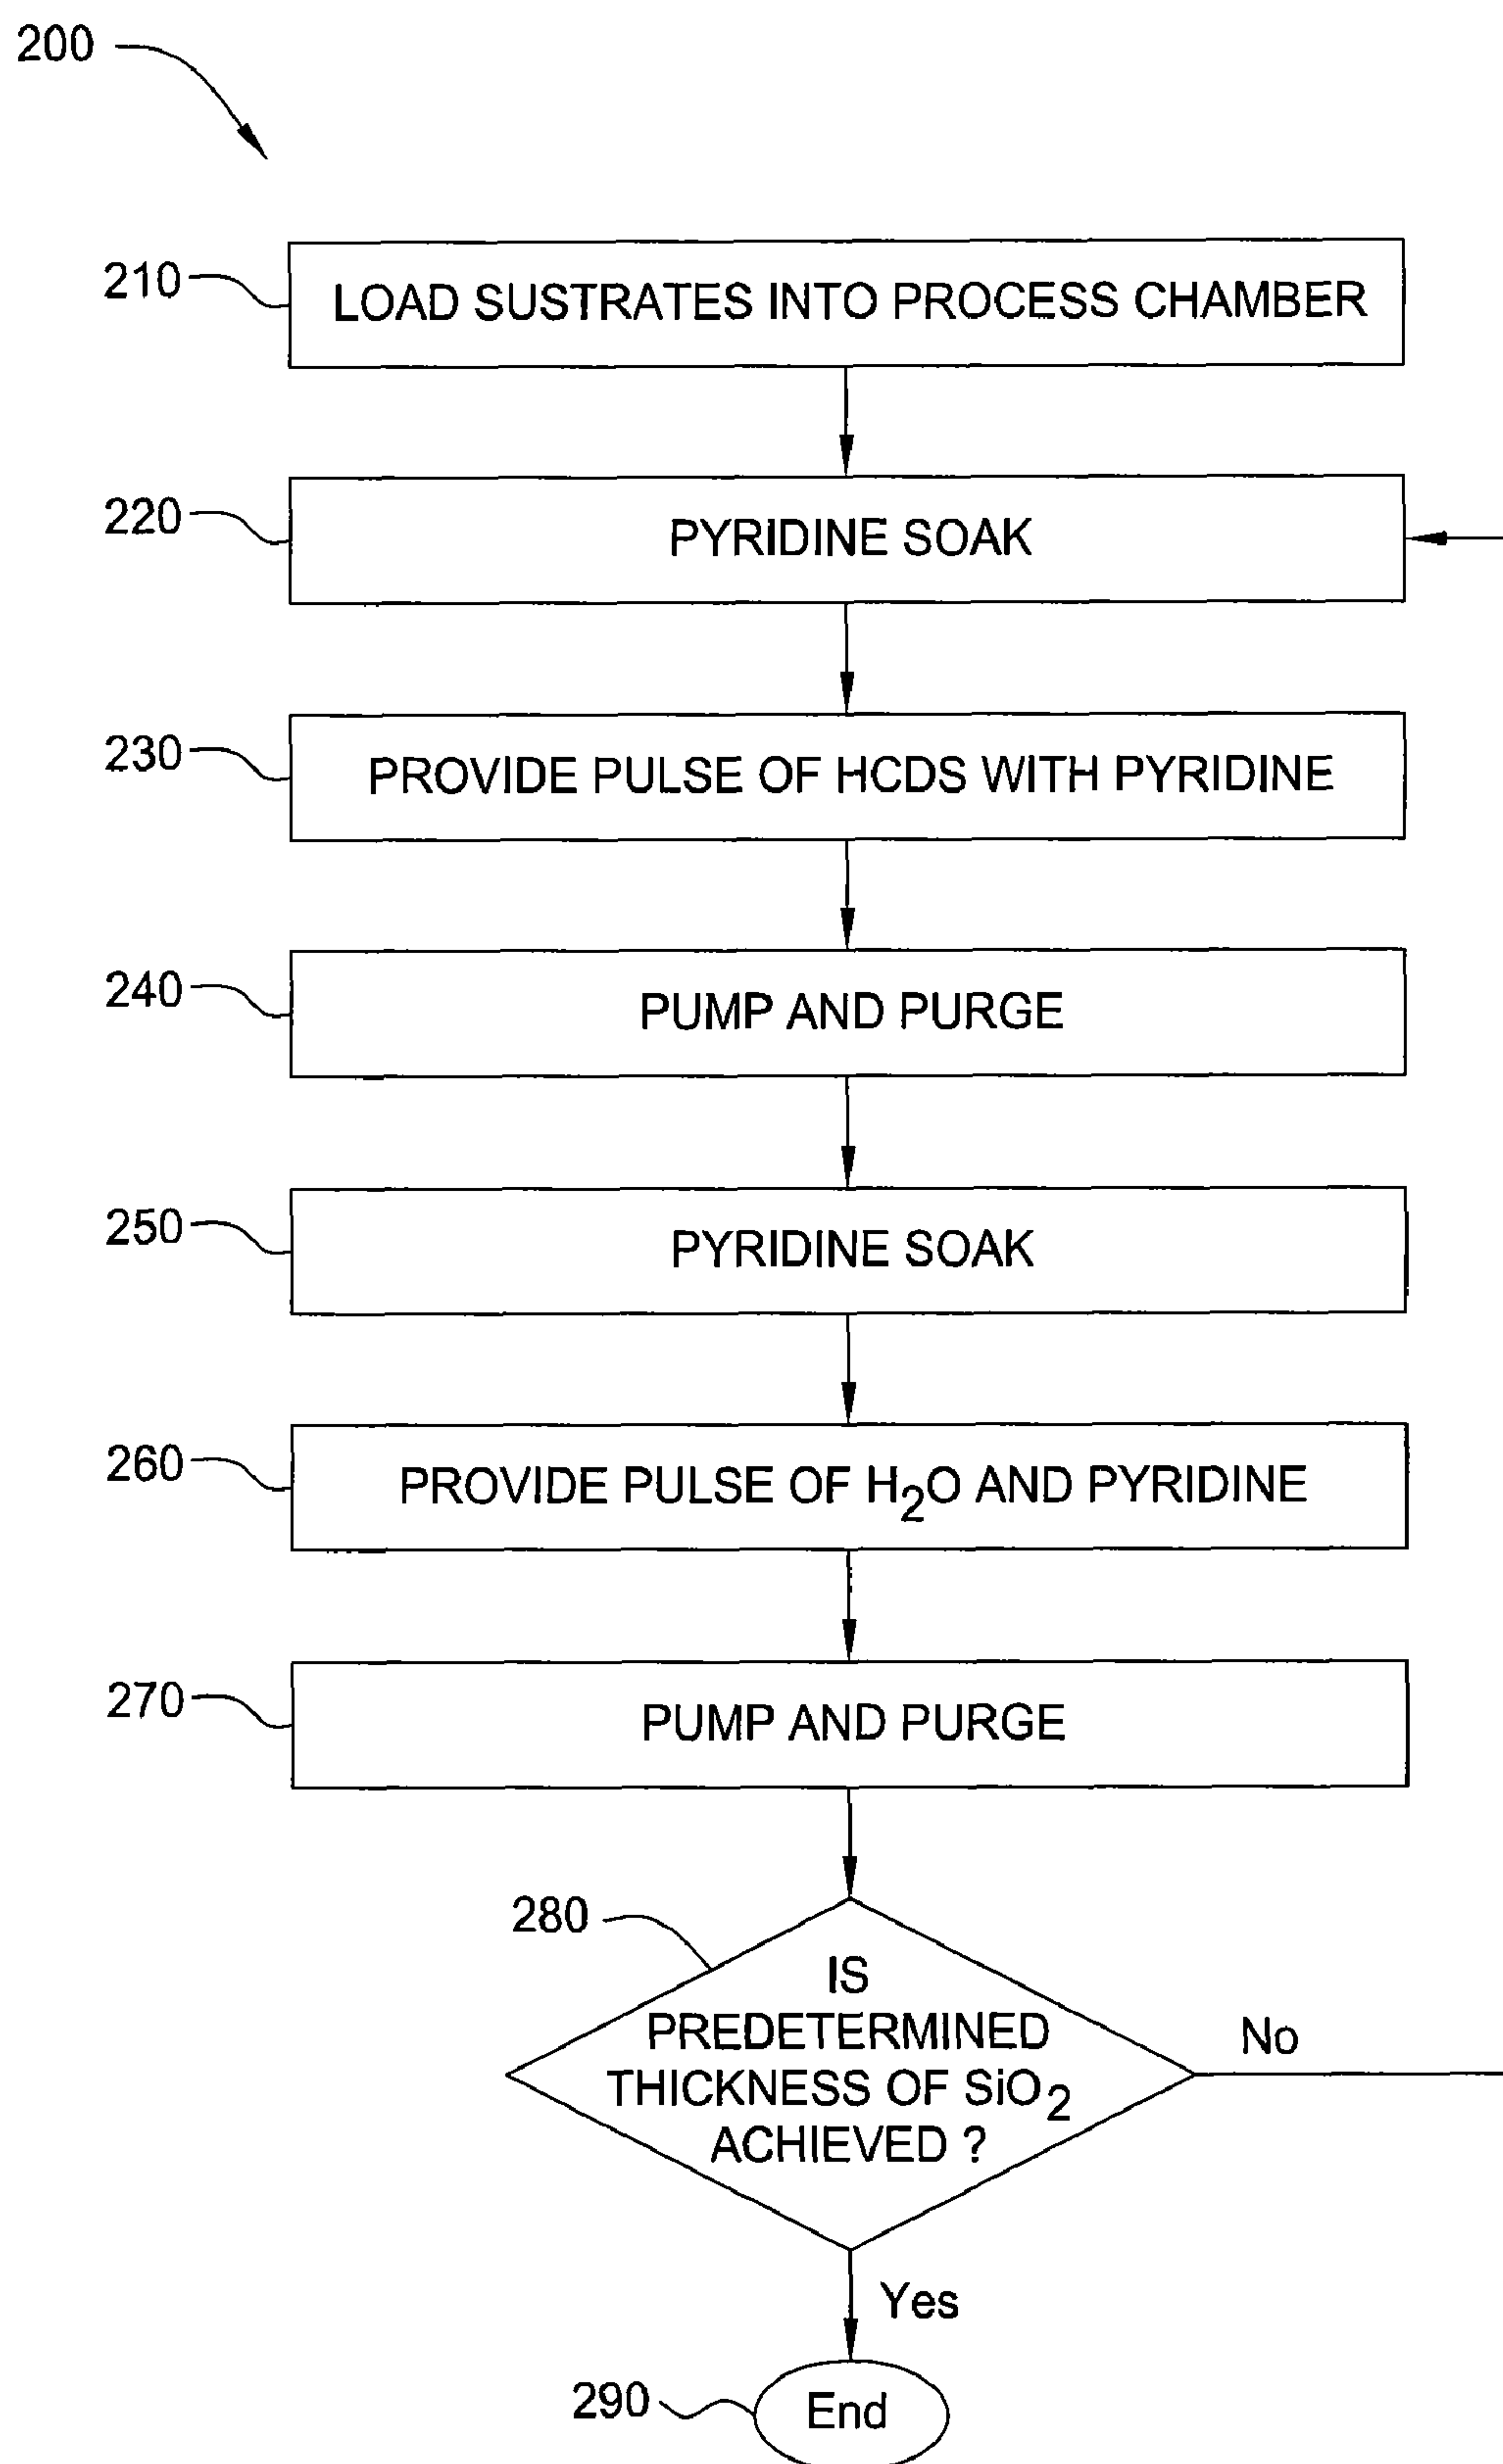 200
210
LOAD SUSTRATES INTO PROCESS CHAMBER
220
PYRIDINE SOAK
230
PROVIDE PULSE OF HCDS WITH PYRIDINE
240
PUMP AND PURGE
250
PYRIDINE SOAK
260
PROVIDE PULSE OF H₂O AND PYRIDINE
270
PUMP AND PURGE
280
IS
PREDETERMINED
THICKNESS OF SiO₂
ACHIEVED ?
No
Yes
290
End